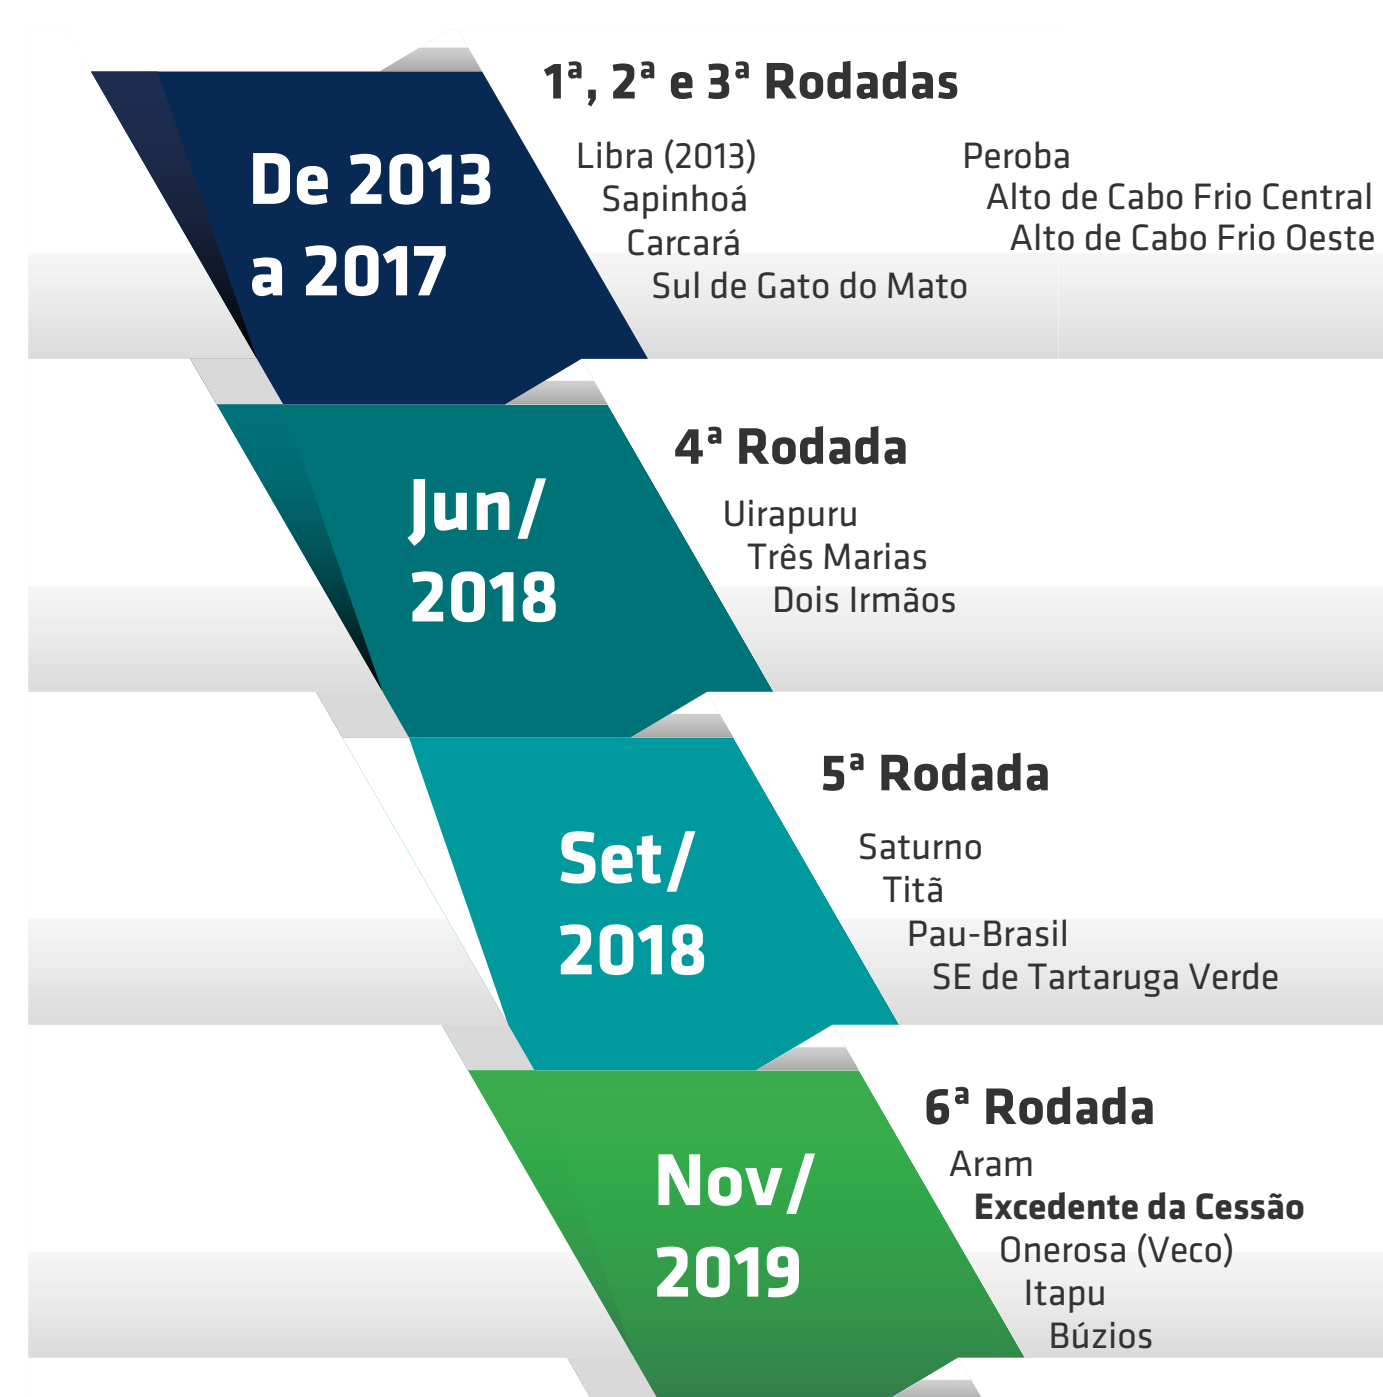 De 2013
a 2017
1ª, 2ª e 3ª Rodadas
Libra (2013)
Sapinhoá
Carcará
Sul de Gato do Mato
Peroba
Alto de Cabo Frio Central
Alto de Cabo Frio Oeste
Jun/
2018
4ª Rodada
Uirapuru
Três Marias
Dois Irmãos
Set/
2018
5ª Rodada
Saturno
Titã
Pau-Brasil
SE de Tartaruga Verde
Nov/
2019
6ª Rodada
Aram
Excedente da Cessão
Onerosa (Veco)
Itapu
Búzios